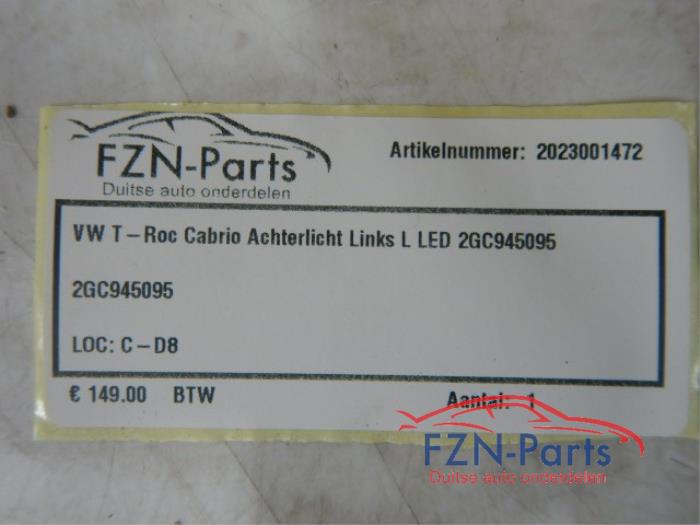 FZN-Parts
Duitse auto onderdelen
Artikelnummer: 2023001472
VW T-Roc Cabrio Achterlicht Links L LED 2GC945095
2GC945095
LOC: C-D8
€ 149.00 BTW
Aantal: 1
FZN-Parts
Duitse auto onderdelen